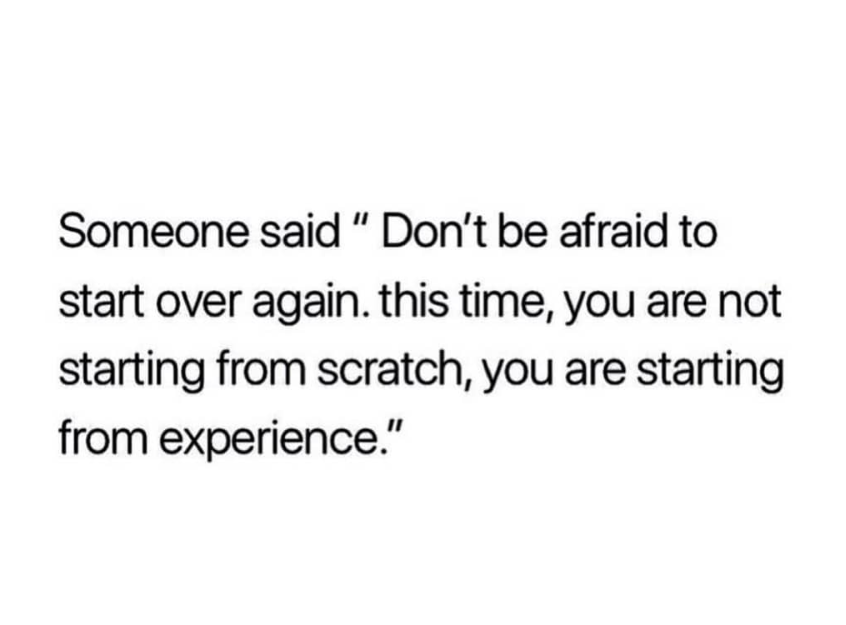 Someone said " Don't be afraid to
start over again. this time, you are not
starting from scratch, you are starting
from experience."